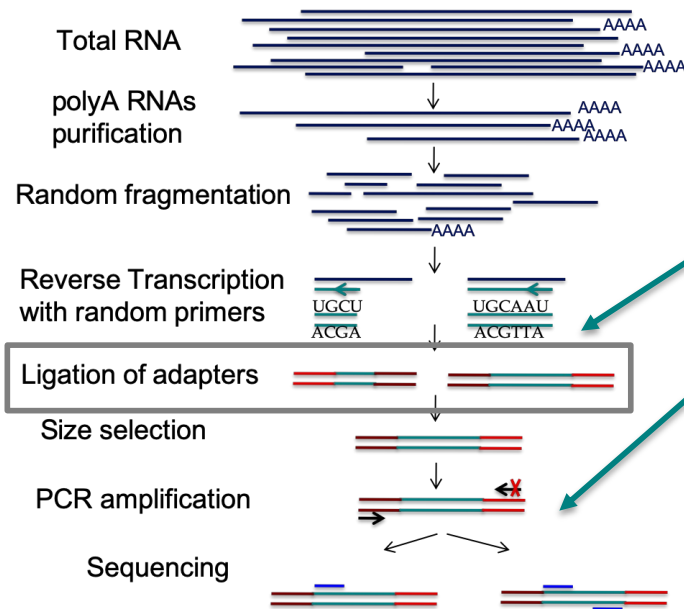 Total RNA
AAAA
AAAA
AAAA
polyA RNAs
purification
AAAA
AAAA
AAAA
Random fragmentation
AAAA
Reverse Transcription
with random primers
UGCU
UGCAAU
ACGA
ACGTTA
Ligation of adapters
Size selection
PCR amplification
Sequencing